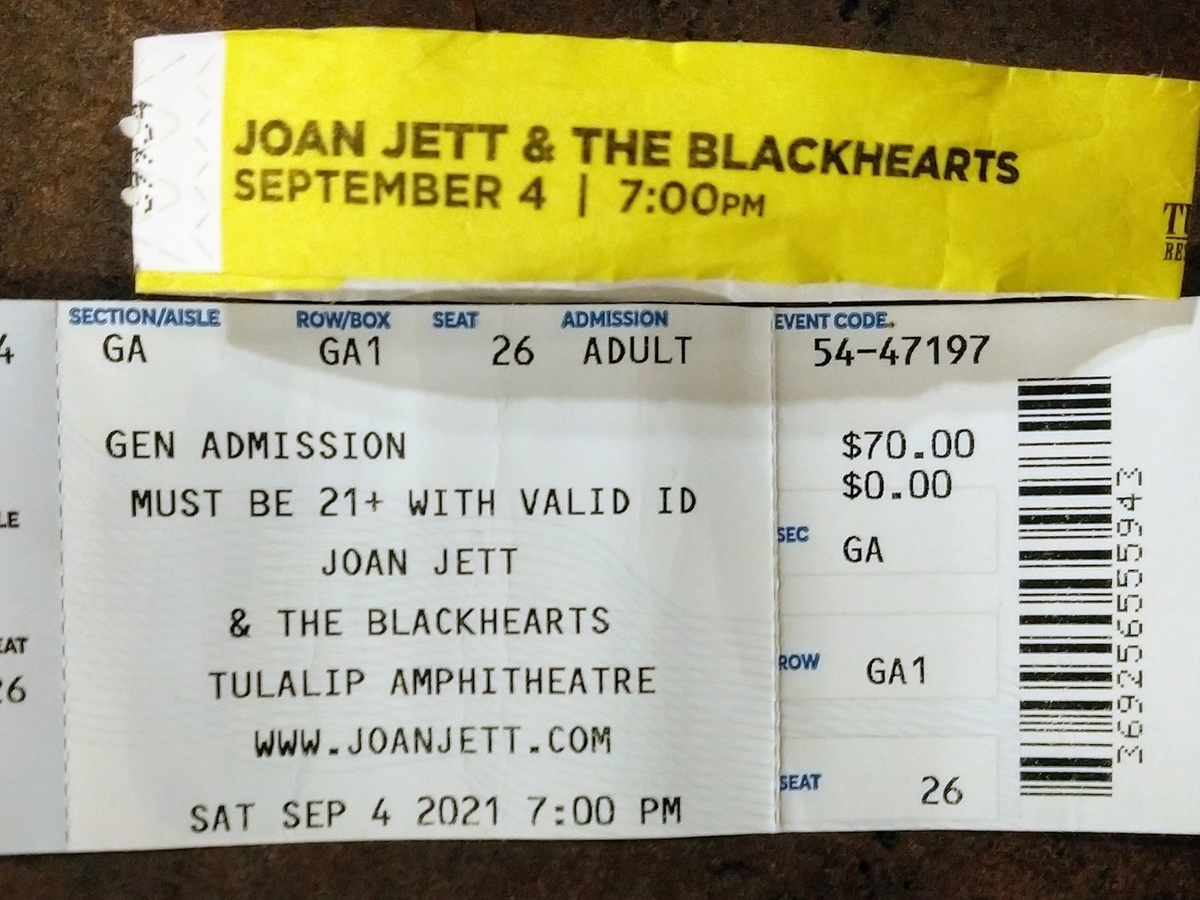 JOAN JETT & THE BLACKHEARTS
SEPTEMBER 4 | 7:00PM
SECTION/AISLE ROW/BOX SEAT ADMISSION EVENT CODE
GA GA1 26 ADULT 54-47197
GEN ADMISSION
MUST BE 21+ WITH VALID ID
JOAN JETT
& THE BLACKHEARTS
TULALIP AMPHITHEATRE
WWW.JOANJETT.COM
SAT SEP 4 2021 7:00 PM
$70.00
$0.00
SEC GA
ROW GA1
SEAT 26
3692565555943